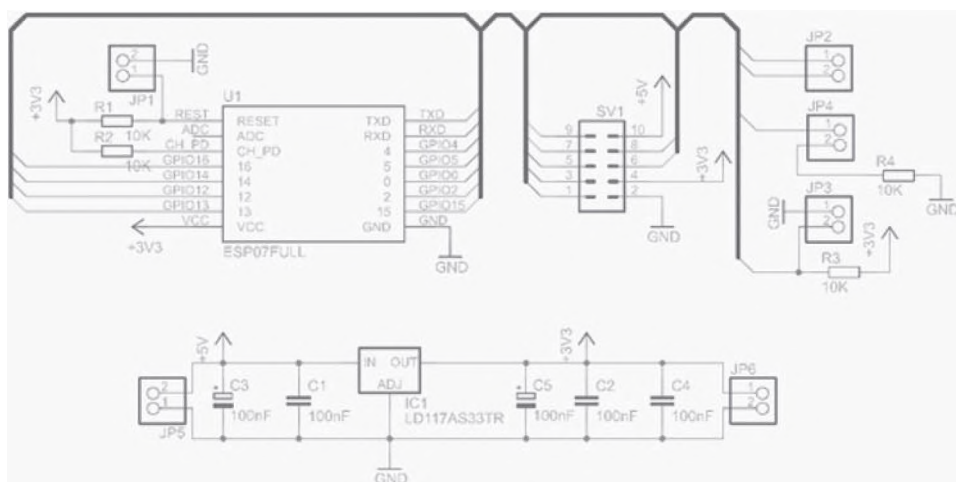 JP1
2
1
GND
+3V3
R1
10K
R2
10K
REST
ADC
CH_PD
GPIO16
GPIO14
GPIO12
GPIO13
VCC
+3V3
U1
RESET
ADC
CH_PD
16
14
12
13
VCC
TXD
RXD
4
5
0
2
15
GND
ESP07FULL
TXD
RXD
GPIO4
GPIO5
GPIO0
GPIO2
GPIO15
GND
GND
SV1
9
7
5
3
1
10
8
6
4
2
+5V
+3V3
GND
JP2
1
2
JP4
1
2
R4
10K
GND
JP3
1
2
GND
+3V3
R3
10K
+5V
2
1
JP5
C3
100nF
C1
100nF
IN OUT
ADJ
IC1
LD117AS33TR
GND
C5
100nF
+3V3
C2
100nF
C4
100nF
JP6
1
2